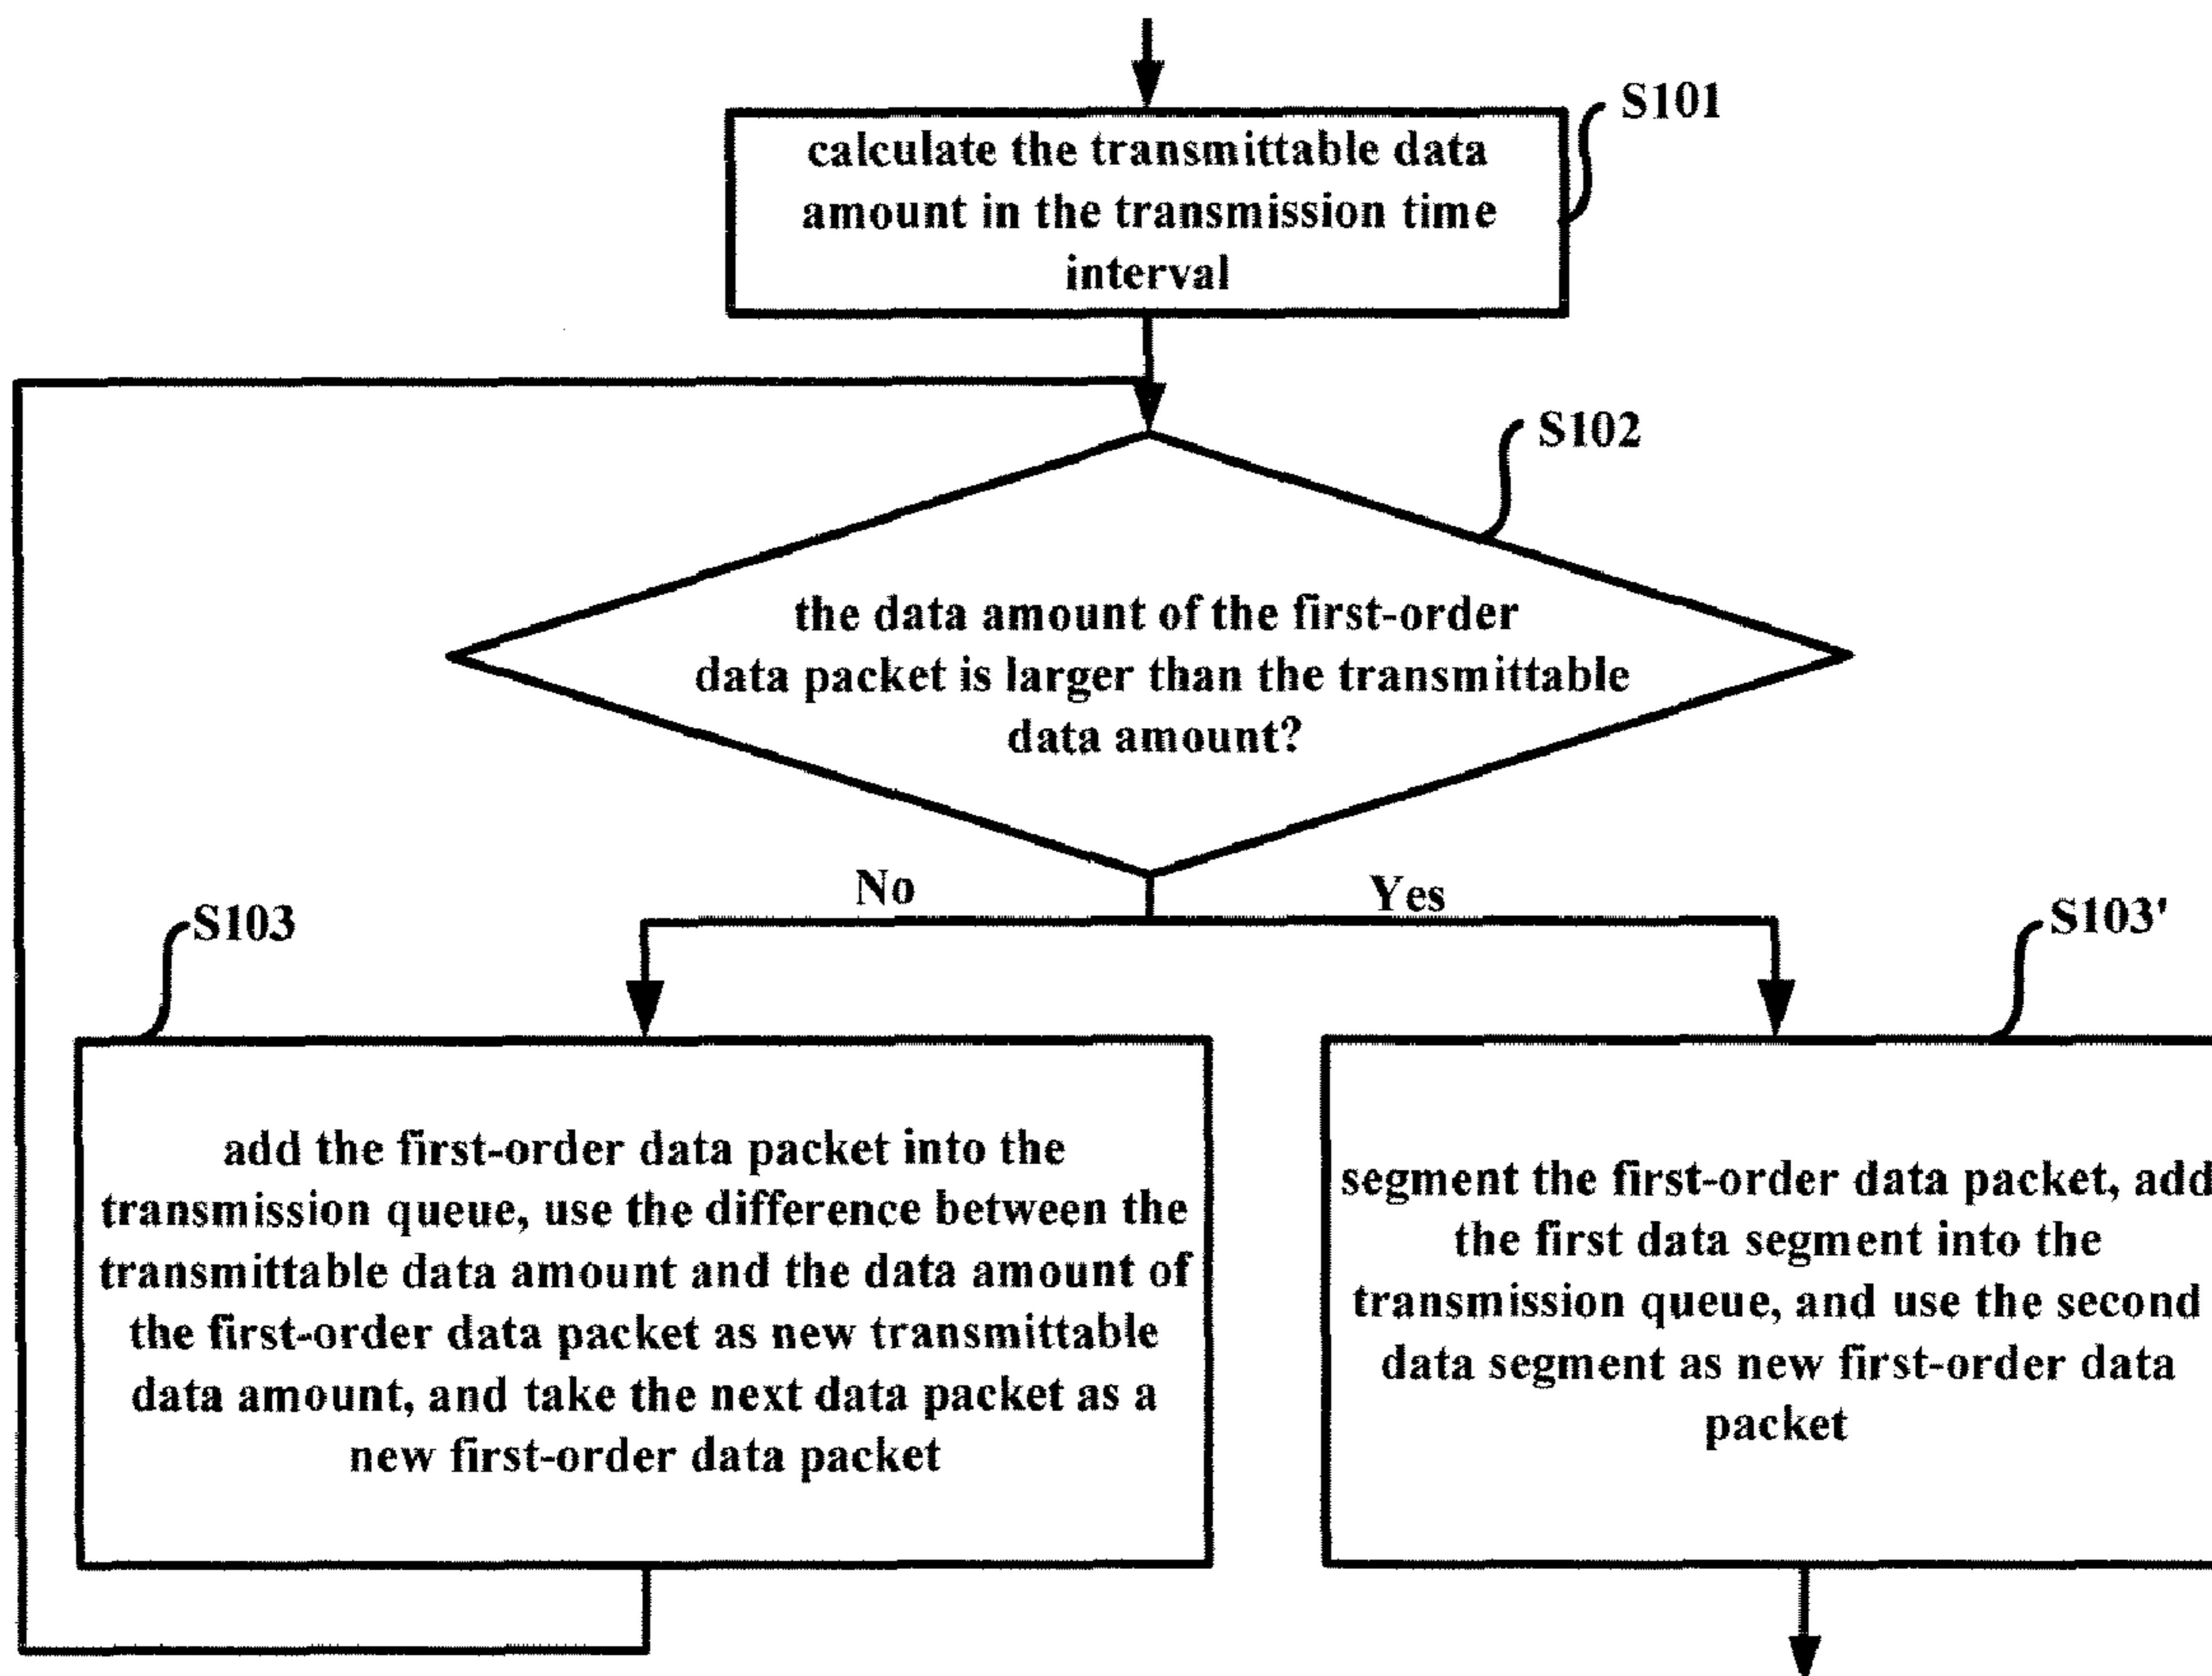 S101
calculate the transmittable data
amount in the transmission time
interval
S102
the data amount of the first-order
data packet is larger than the transmittable
data amount?
No
Yes
S103
S103'
add the first-order data packet into the
transmission queue, use the difference between the
transmittable data amount and the data amount of
the first-order data packet as new transmittable
data amount, and take the next data packet as a
new first-order data packet
segment the first-order data packet, add
the first data segment into the
transmission queue, and use the second
data segment as new first-order data
packet